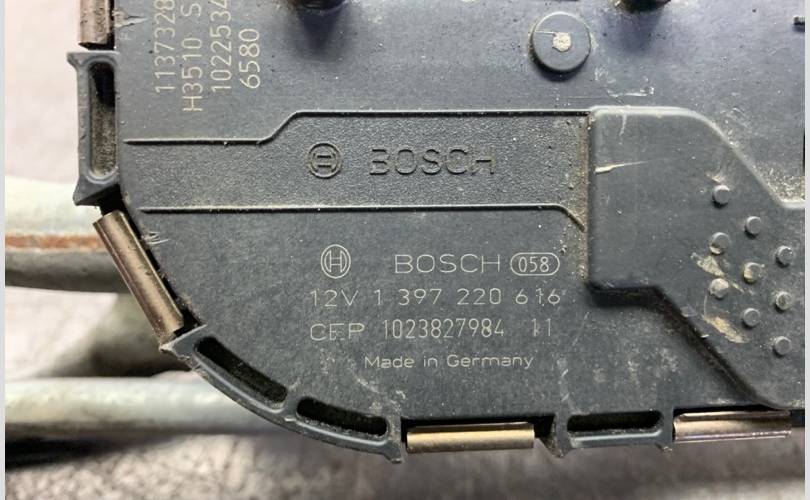 1137328
H3510 S
1022534
6580
BOSCH
BOSCH 058
12V 1 397 220 616
CEP 1023827984 11
Made in Germany